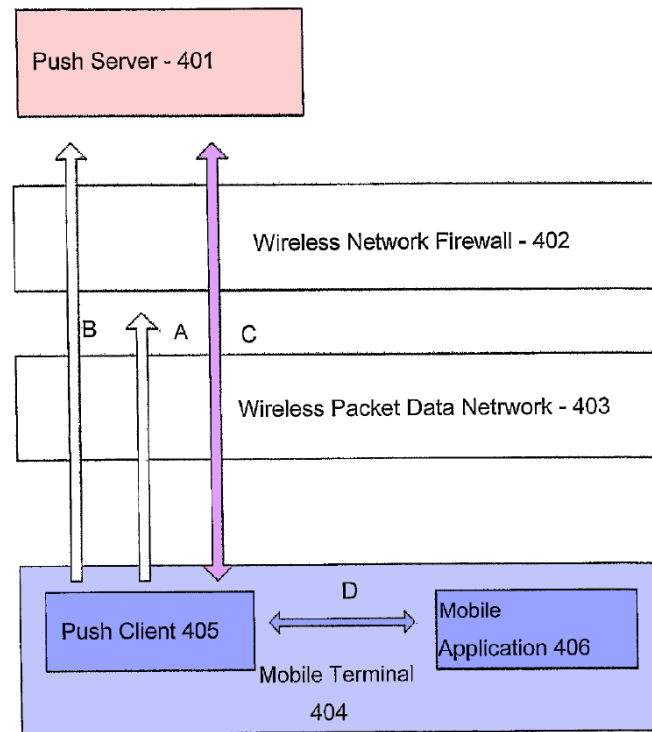 Push Server - 401
Wireless Network Firewall - 402
B
A
C
Wireless Packet Data Netrwork - 403
D
Push Client 405
Mobile
Application 406
Mobile Terminal
404